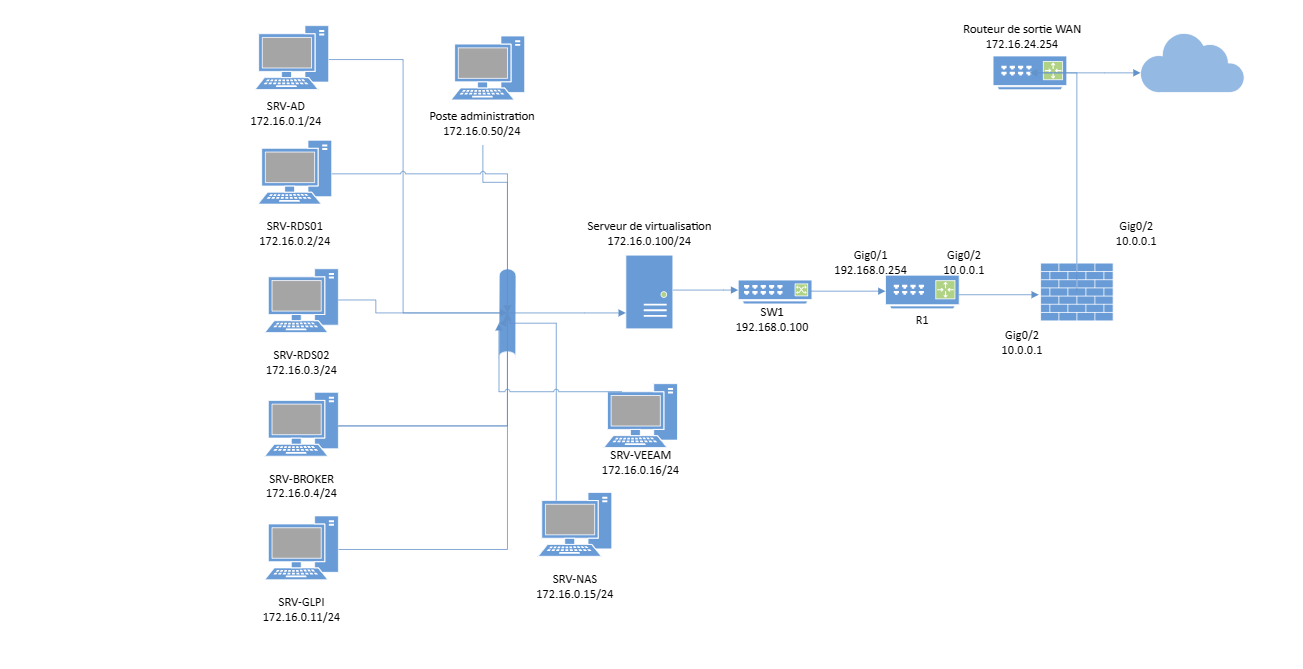 Routeur de sortie WAN
172.16.24.254
SRV-AD
172.16.0.1/24
Poste administration
172.16.0.50/24
SRV-RDS01
172.16.0.2/24
Serveur de virtualisation
172.16.0.100/24
Gig0/2
10.0.0.1
Gig0/1
192.168.0.254
Gig0/2
10.0.0.1
SW1
192.168.0.100
R1
Gig0/2
10.0.0.1
SRV-RDS02
172.16.0.3/24
SRV-VEEAM
172.16.0.16/24
SRV-BROKER
172.16.0.4/24
SRV-NAS
172.16.0.15/24
SRV-GLPI
172.16.0.11/24